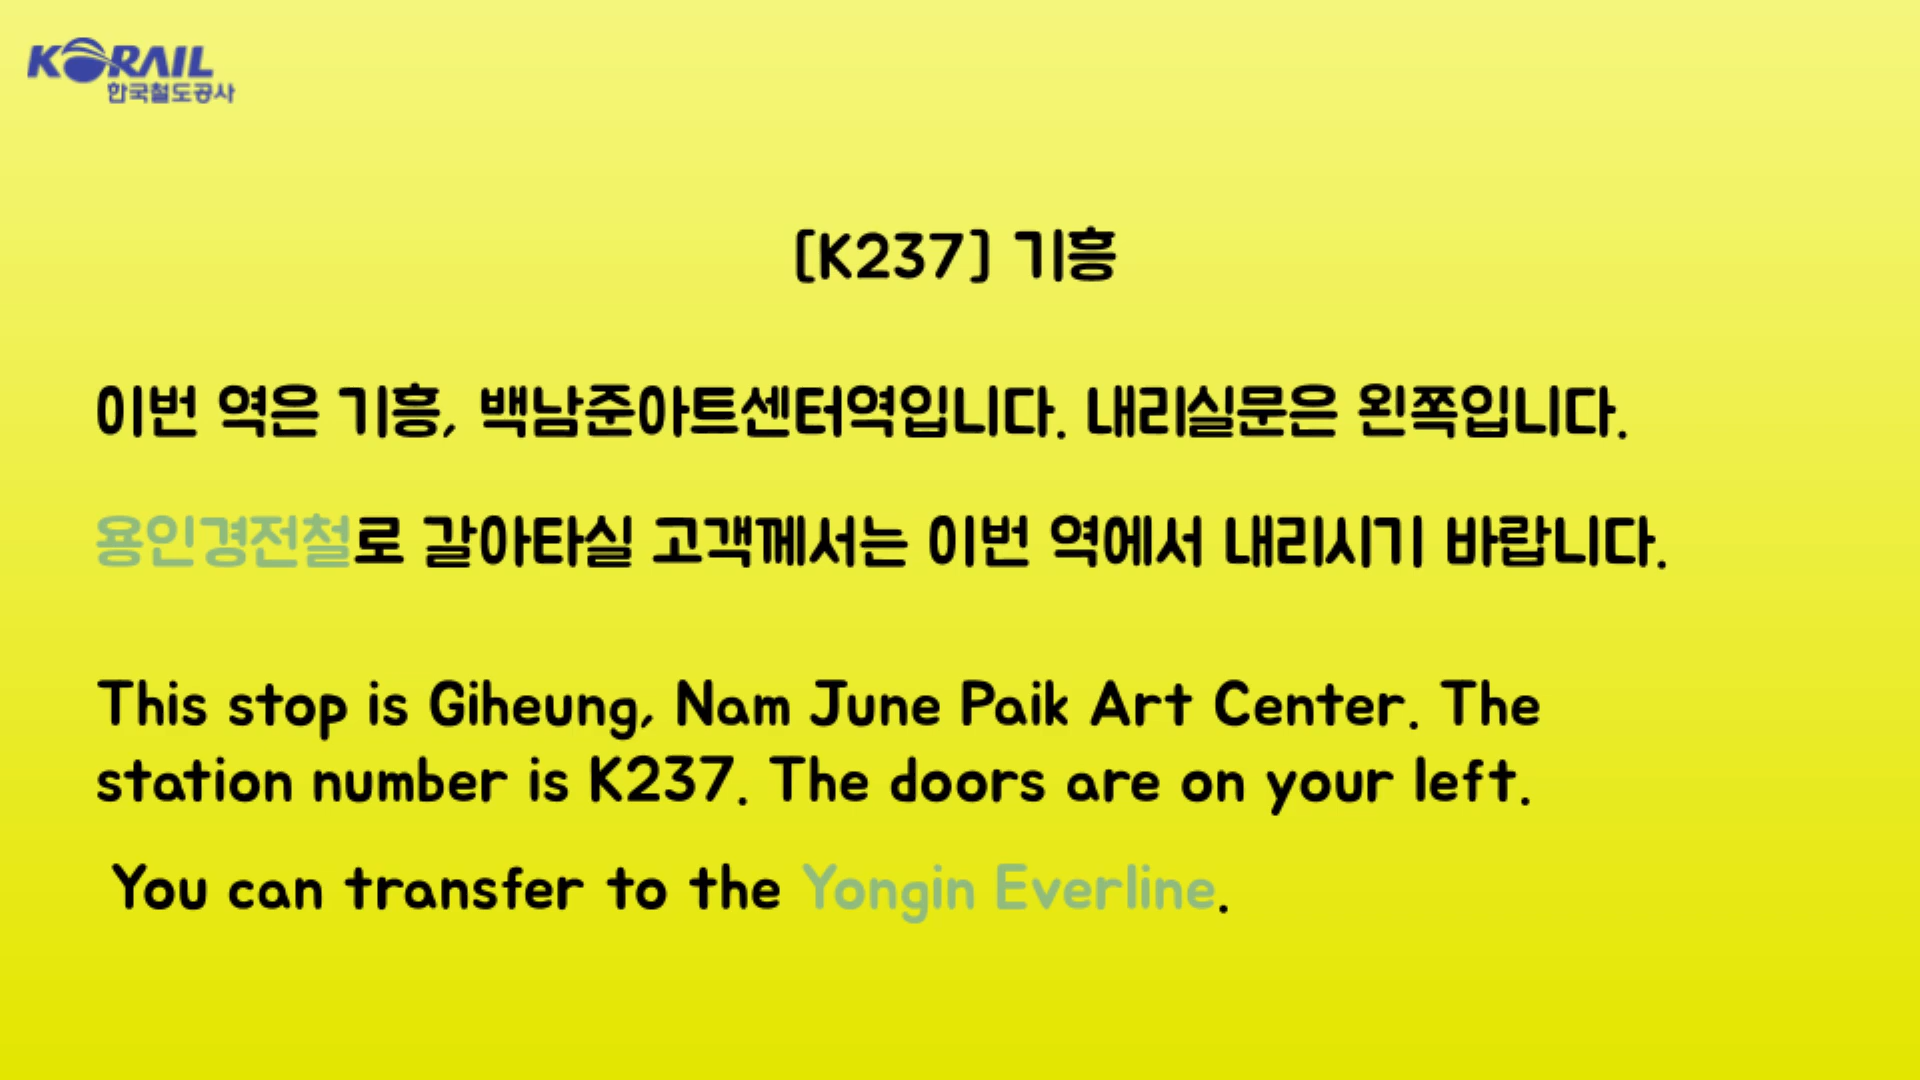 KORAIL
한국철도공사
[K237] 기흥
이번 역은 기흥, 백남준아트센터역입니다. 내리실문은 왼쪽입니다.
용인경전철로 갈아타실 고객께서는 이번 역에서 내리시기 바랍니다.
This stop is Giheung, Nam June Paik Art Center. The
station number is K237. The doors are on your left.
You can transfer to the Yongin Everline.